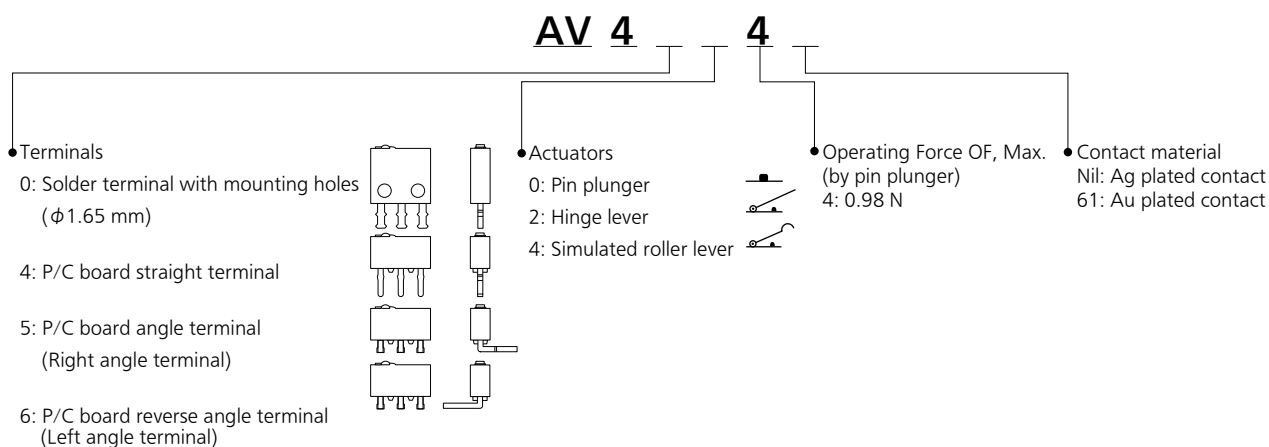 AV 4 _ _ 4 _
Terminals
0: Solder terminal with mounting holes
(φ1.65 mm)
4: P/C board straight terminal
5: P/C board angle terminal
(Right angle terminal)
6: P/C board reverse angle terminal
(Left angle terminal)
Actuators
0: Pin plunger
2: Hinge lever
4: Simulated roller lever
Operating Force OF, Max.
(by pin plunger)
4: 0.98 N
Contact material
Nil: Ag plated contact
61: Au plated contact